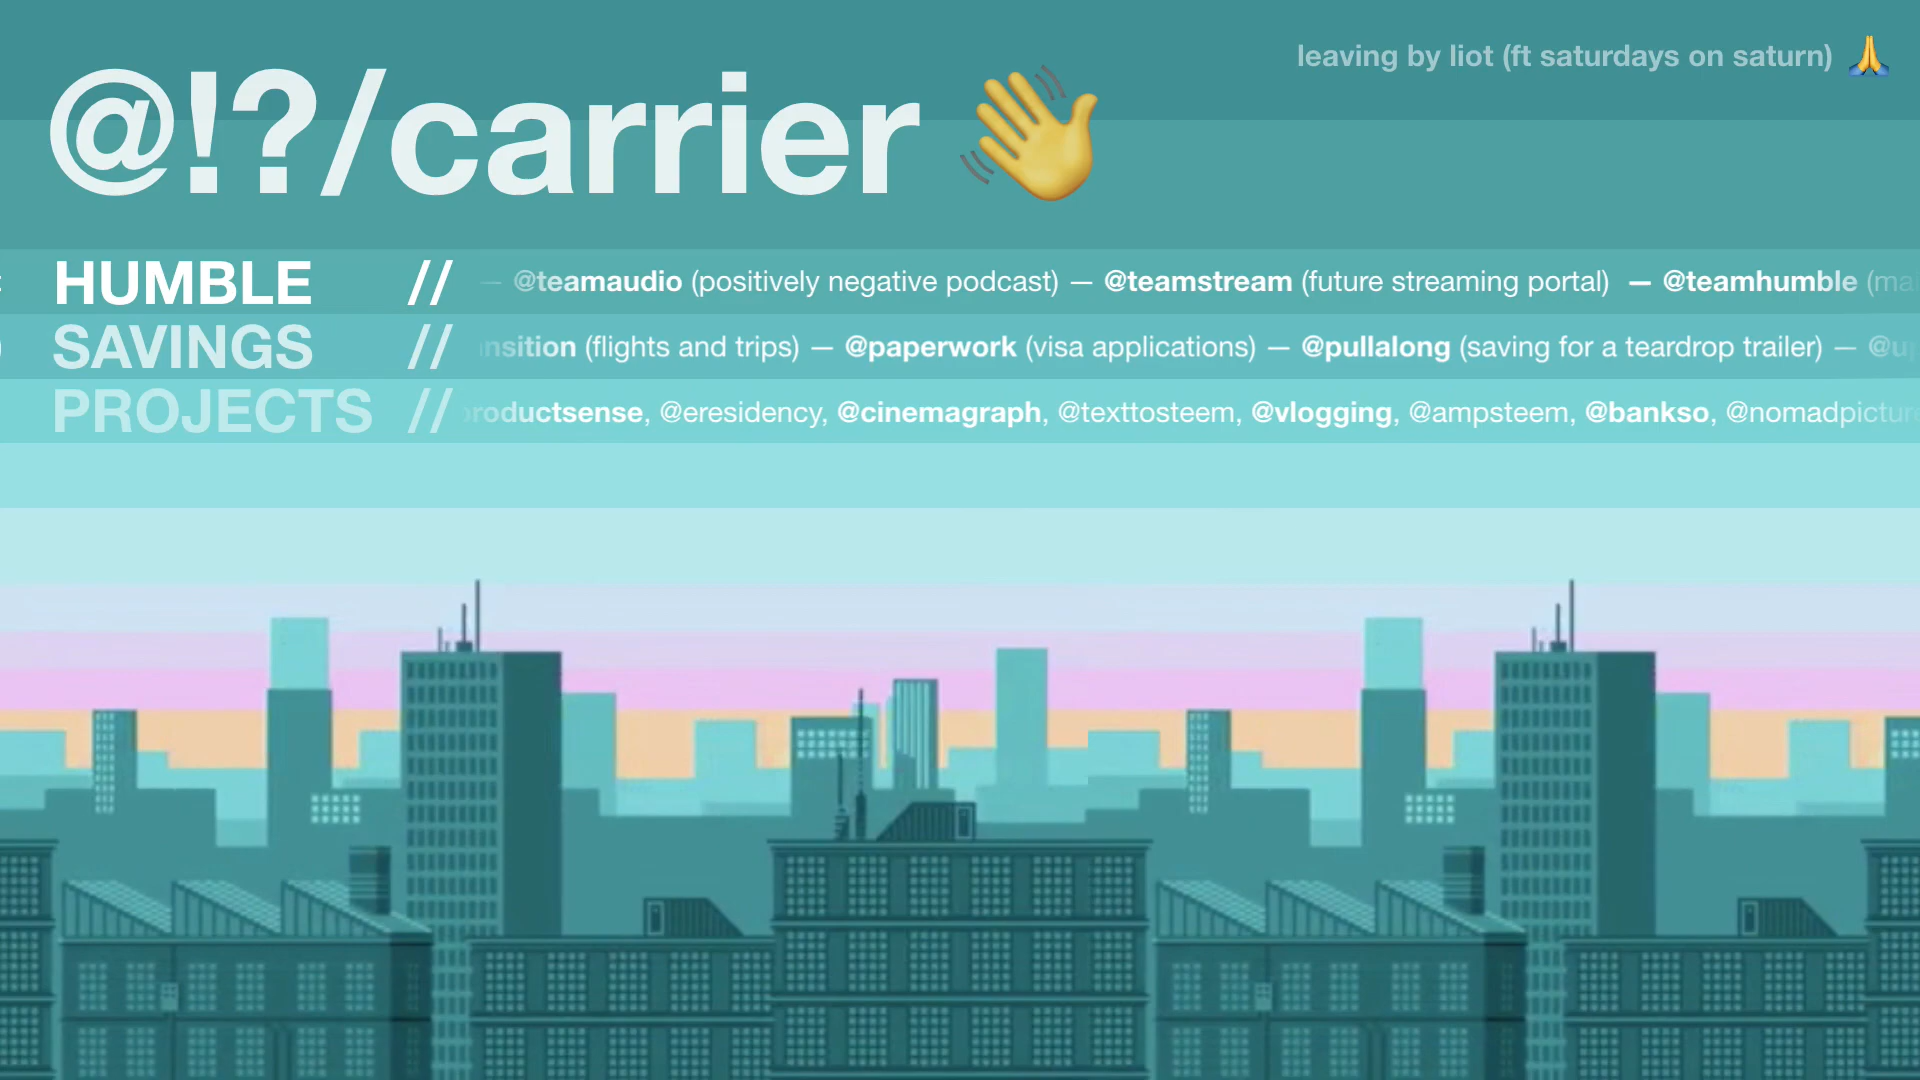 leaving by liot (ft saturdays on saturn) 🙏
@!?/carrier 👋
HUMBLE // — @teamaudio (positively negative podcast) — @teamstream (future streaming portal) — @teamhumble
SAVINGS // (flights and trips) — @paperwork (visa applications) — @pullalong (saving for a teardrop trailer) —
PROJECTS // @eresidency, @cinemagraph, @texttosteem, @vlogging, @ampsteem, @bankso,